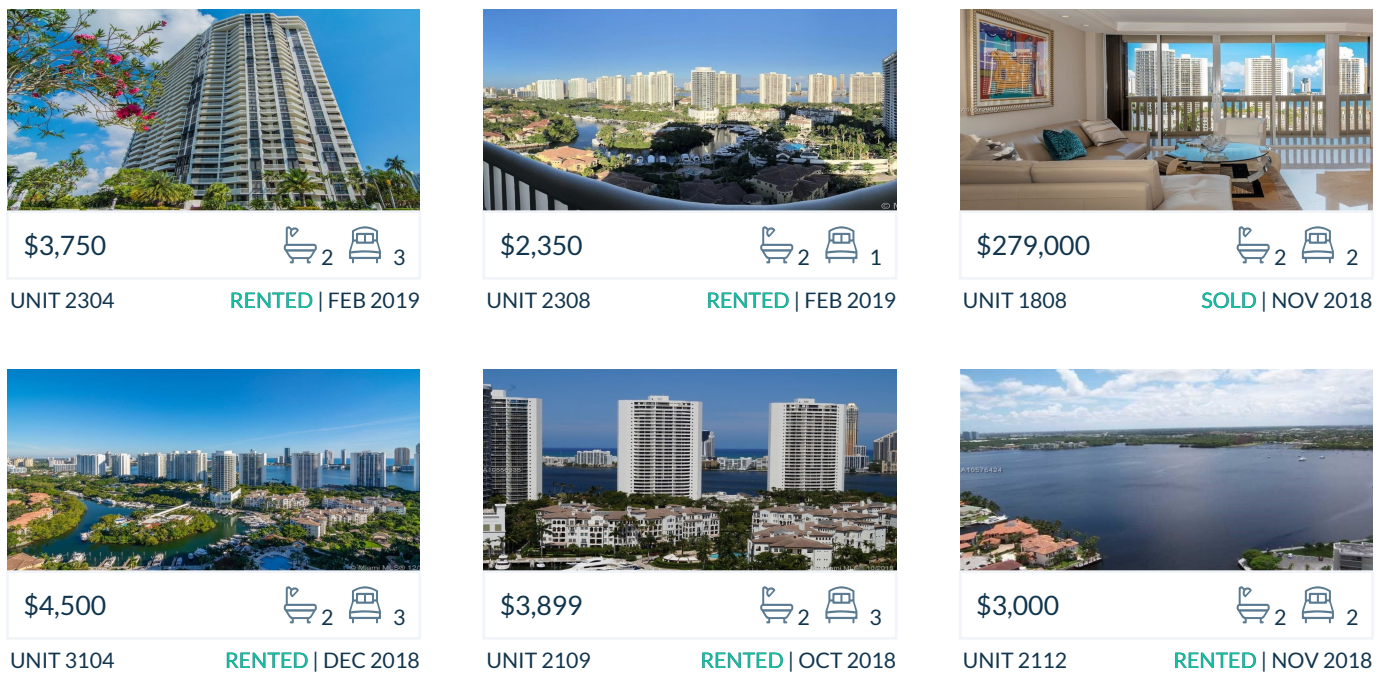 $3,750 2 3
UNIT 2304 RENTED | FEB 2019
$2,350 2 1
UNIT 2308 RENTED | FEB 2019
$279,000 2 2
UNIT 1808 SOLD | NOV 2018
$4,500 2 3
UNIT 3104 RENTED | DEC 2018
$3,899 2 3
UNIT 2109 RENTED | OCT 2018
A10576424
$3,000 2 2
UNIT 2112 RENTED | NOV 2018